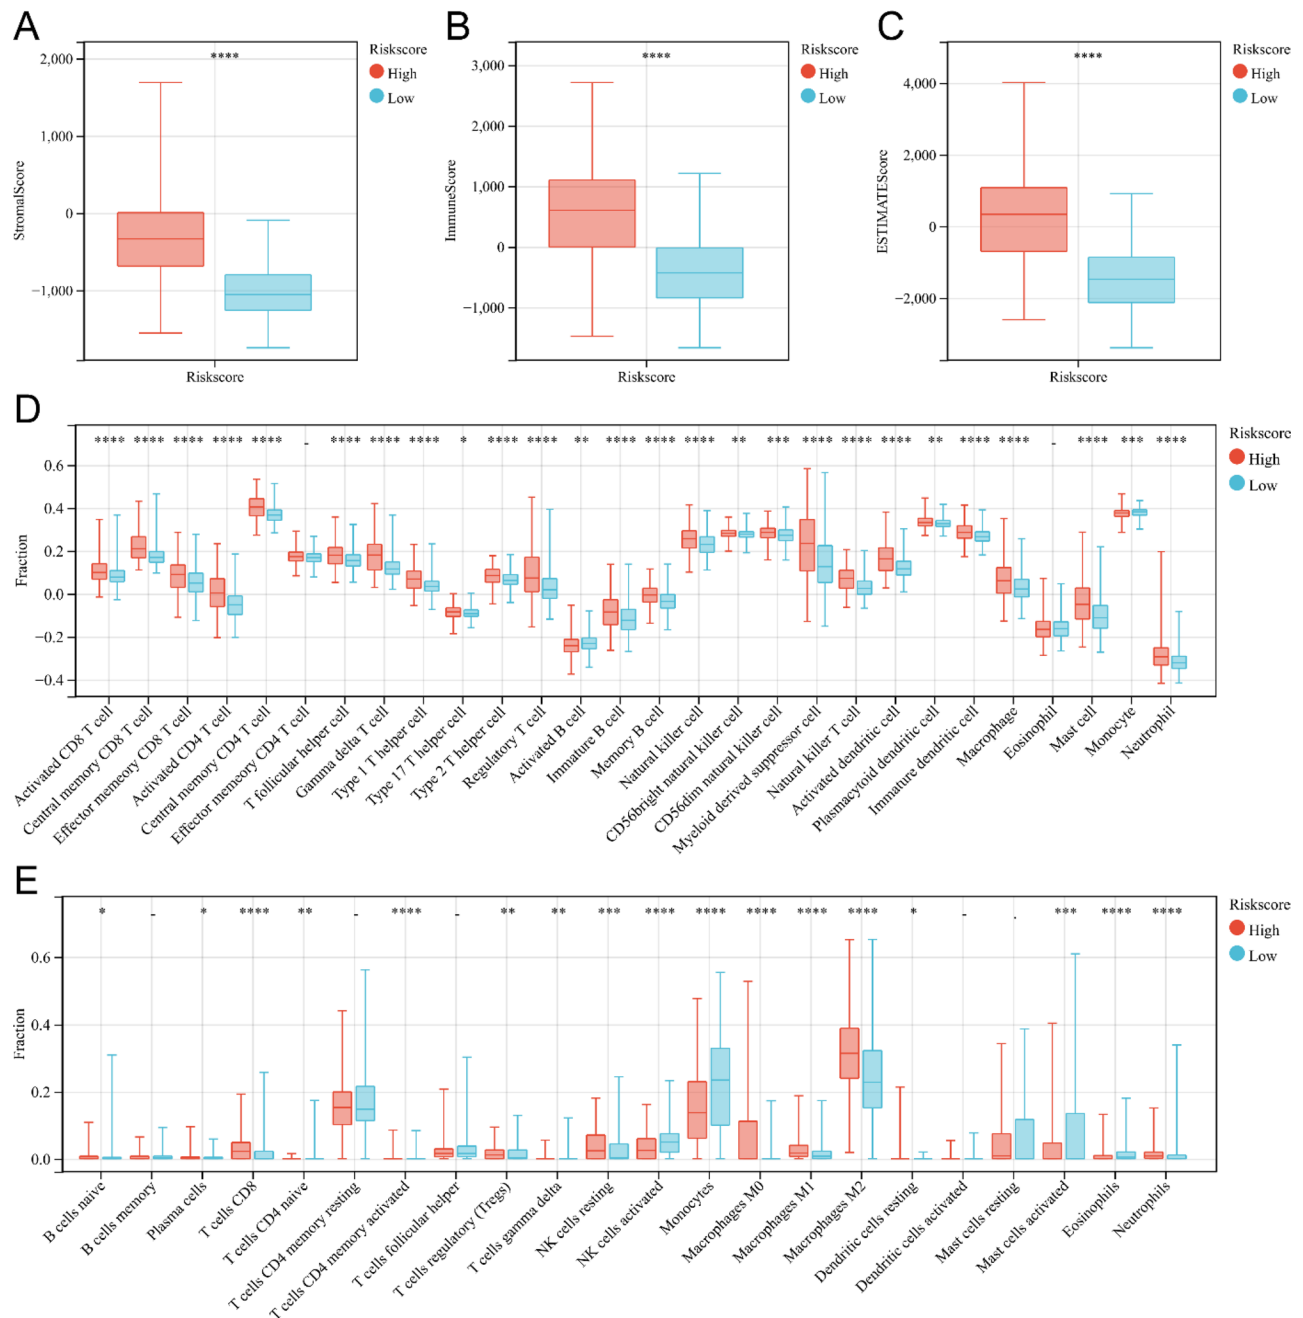 A
B
C
****
****
****
Riskscore
High
Low
Riskscore
High
Low
Riskscore
High
Low
2,000
1,000
0
−1,000
StromalScore
Riskscore
3,000
2,000
1,000
0
−1,000
ImmuneScore
Riskscore
4,000
2,000
0
−2,000
ESTIMATEScore
Riskscore
D
**** **** **** **** **** - **** **** **** * **** **** ** **** **** **** ** *** **** **** **** ** **** **** - **** *** ****
Riskscore
High
Low
0.6
0.4
0.2
0.0
−0.2
−0.4
Fraction
Activated CD8 T cell
Central memory CD8 T cell
Effector memeory CD8 T cell
Activated CD4 T cell
Central memory CD4 T cell
Effector memeory CD4 T cell
T follicular helper cell
Gamma delta T cell
Type 1 T helper cell
Type 17 T helper cell
Type 2 T helper cell
Regulatory T cell
Activated B cell
Immature B cell
Memory B cell
Natural killer cell
CD56bright natural killer cell
CD56dim natural killer cell
Myeloid derived suppressor cell
Natural killer T cell
Activated dendritic cell
Plasmacytoid dendritic cell
Immature dendritic cell
Macrophage
Eosinophil
Mast cell
Monocyte
Neutrophil
E
* - * **** ** - **** - ** ** *** **** **** **** **** **** * - - *** **** ****
Riskscore
High
Low
0.6
0.4
0.2
0.0
Fraction
B cells naive
B cells memory
Plasma cells
T cells CD8
T cells CD4 naive
T cells CD4 memory resting
T cells CD4 memory activated
T cells follicular helper
T cells regulatory (Tregs)
T cells gamma delta
NK cells resting
NK cells activated
Monocytes
Macrophages M0
Macrophages M1
Macrophages M2
Dendritic cells resting
Dendritic cells activated
Mast cells resting
Mast cells activated
Eosinophils
Neutrophils